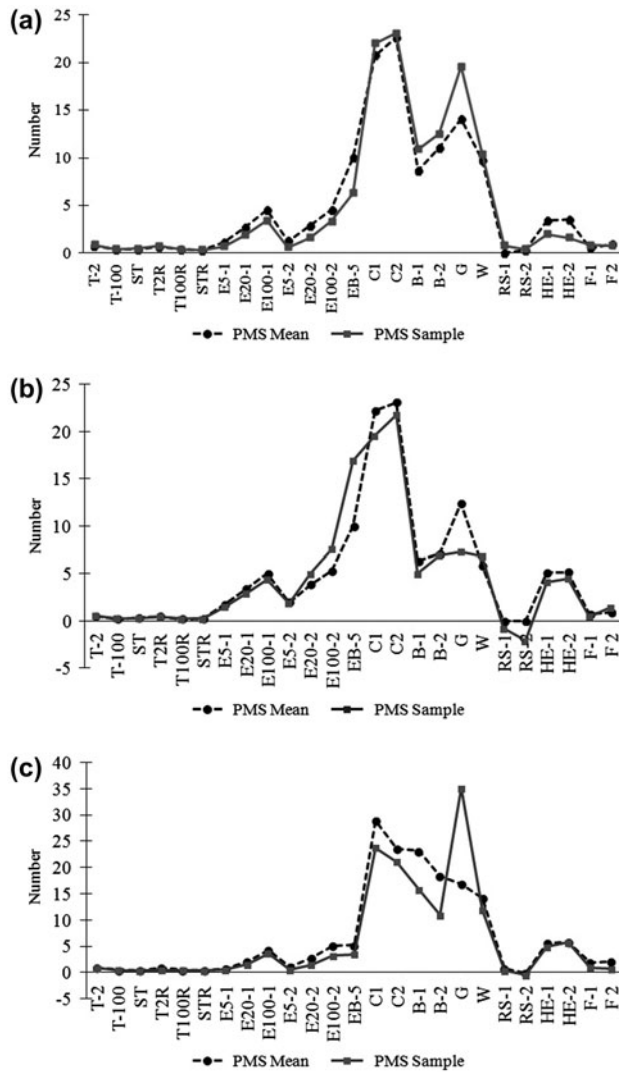 (a)
25
20
15
10
5
0
Number
T-2 T-100 ST T2R T100R STR E5-1 E20-1 E100-1 E5-2 E20-2 E100-2 EB-5 C1 C2 B-1 B-2 G W RS-1 RS-2 HE-1 HE-2 F-1 F 2
PMS Mean PMS Sample
(b)
25
20
15
10
5
0
-5
Number
T-2 T-100 ST T2R T100R STR E5-1 E20-1 E100-1 E5-2 E20-2 E100-2 EB-5 C1 C2 B-1 B-2 G W RS-1 RS-2 HE-1 HE-2 F-1 F 2
PMS Mean PMS Sample
(c)
40
35
30
25
20
15
10
5
0
-5
Number
T-2 T-100 ST T2R T100R STR E5-1 E20-1 E100-1 E5-2 E20-2 E100-2 EB-5 C1 C2 B-1 B-2 G W RS-1 RS-2 HE-1 HE-2 F-1 F 2
PMS Mean PMS Sample